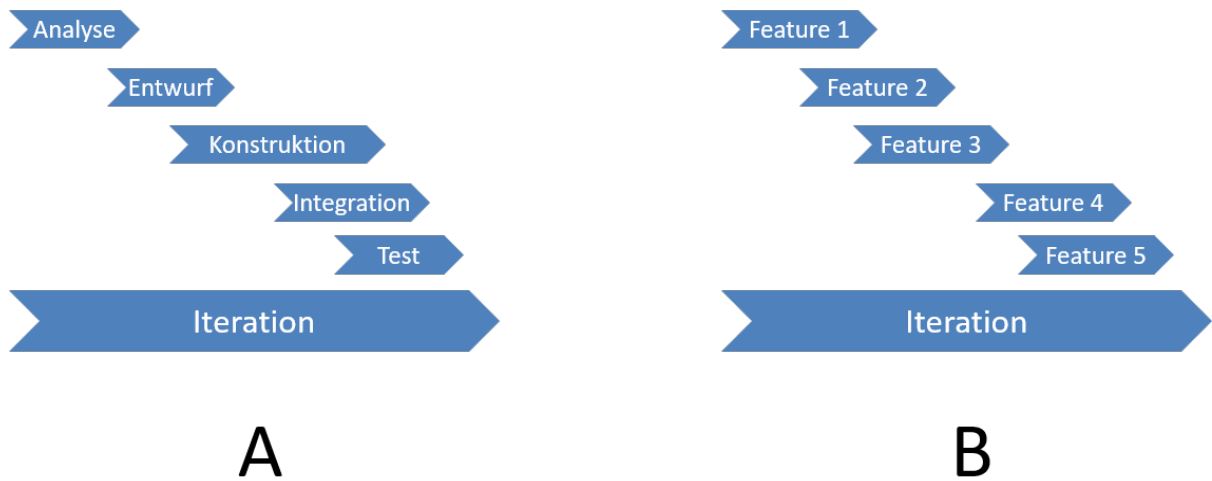 Analyse
Entwurf
Konstruktion
Integration
Test
Iteration
A
Feature 1
Feature 2
Feature 3
Feature 4
Feature 5
Iteration
B